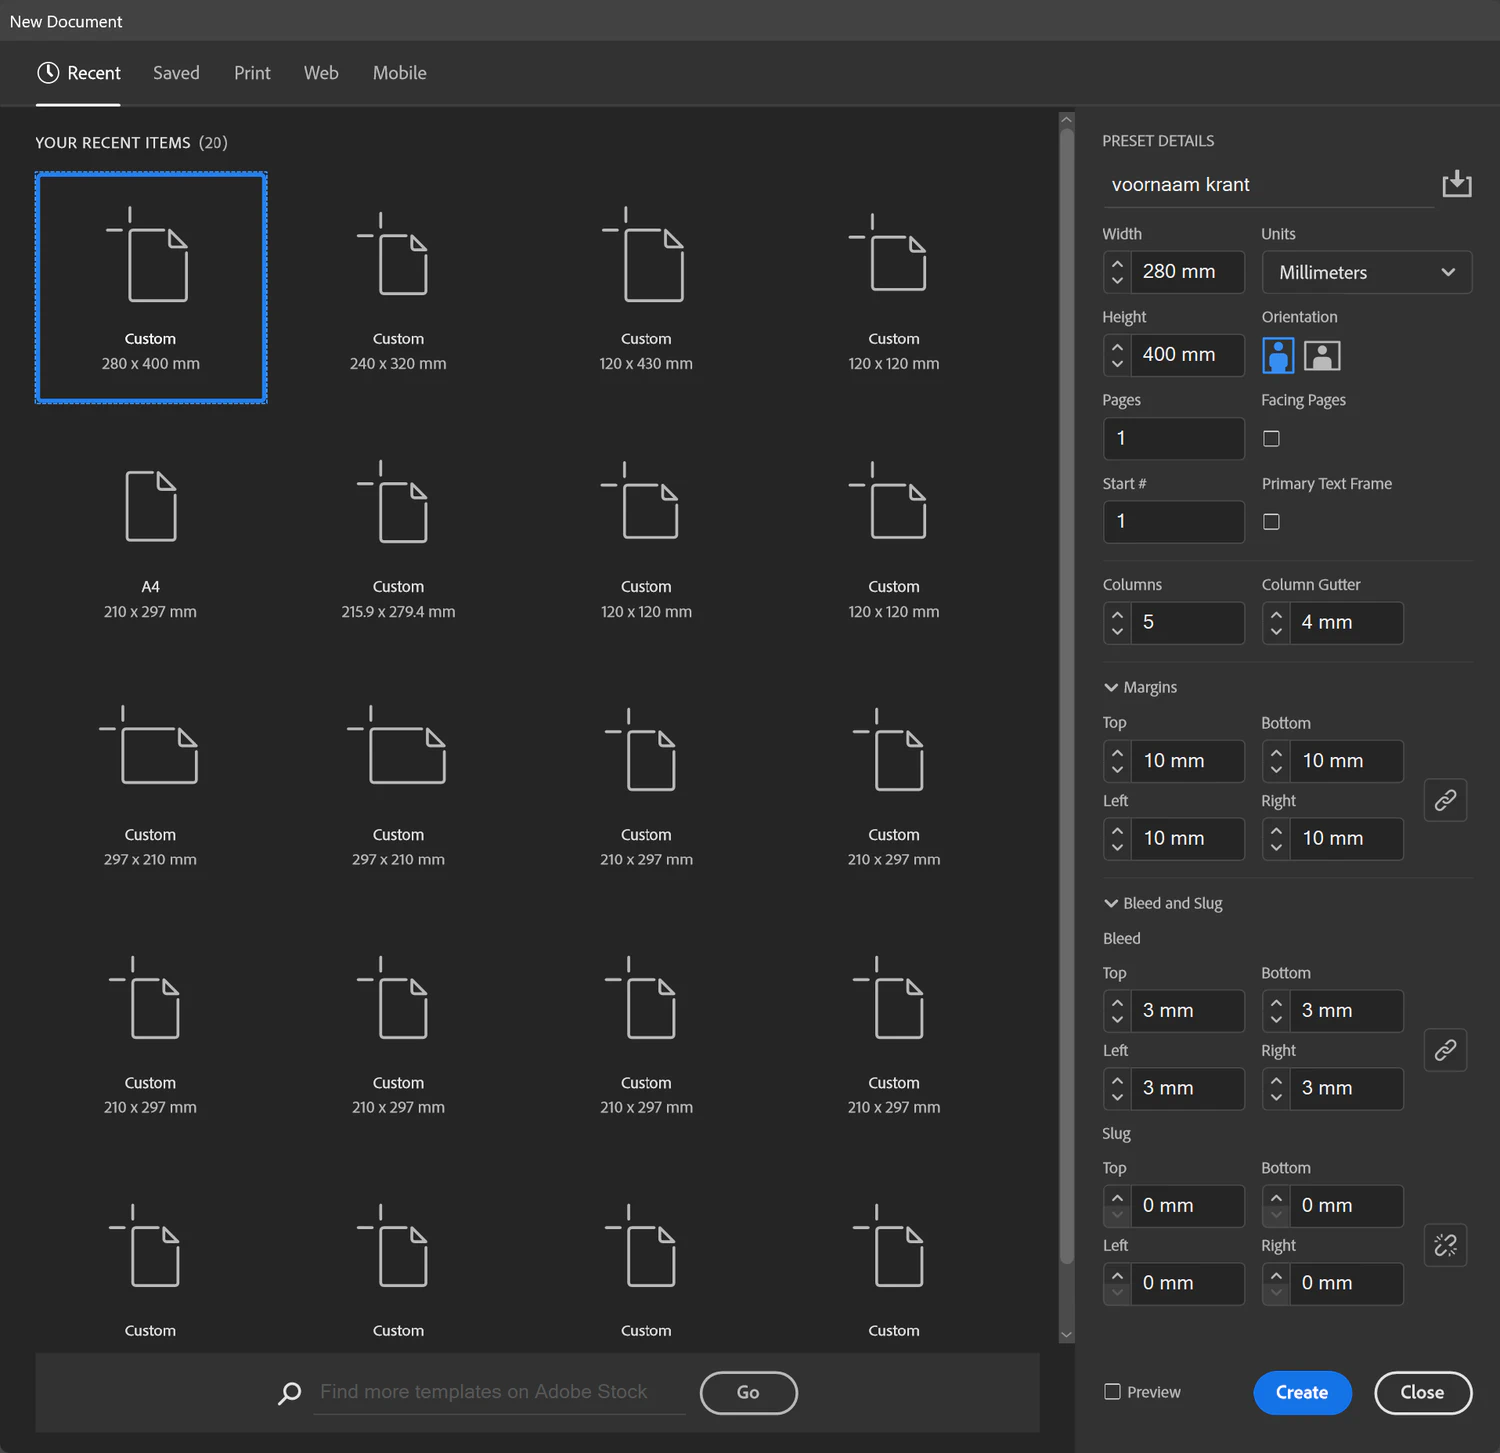 New Document
Recent Saved Print Web Mobile
YOUR RECENT ITEMS (20)
Custom
280 x 400 mm
Custom
240 x 320 mm
Custom
120 x 430 mm
Custom
120 x 120 mm
A4
210 x 297 mm
Custom
215.9 x 279.4 mm
Custom
120 x 120 mm
Custom
120 x 120 mm
Custom
297 x 210 mm
Custom
297 x 210 mm
Custom
210 x 297 mm
Custom
210 x 297 mm
Custom
210 x 297 mm
Custom
210 x 297 mm
Custom
210 x 297 mm
Custom
210 x 297 mm
Custom
Custom
Custom
Custom
Find more templates on Adobe Stock
Go
PRESET DETAILS
voornaam krant
Width Units
280 mm Millimeters
Height Orientation
400 mm
Pages Facing Pages
1
Start # Primary Text Frame
1
Columns Column Gutter
5 4 mm
Margins
Top Bottom
10 mm 10 mm
Left Right
10 mm 10 mm
Bleed and Slug
Bleed
Top Bottom
3 mm 3 mm
Left Right
3 mm 3 mm
Slug
Top Bottom
0 mm 0 mm
Left Right
0 mm 0 mm
Preview Create Close